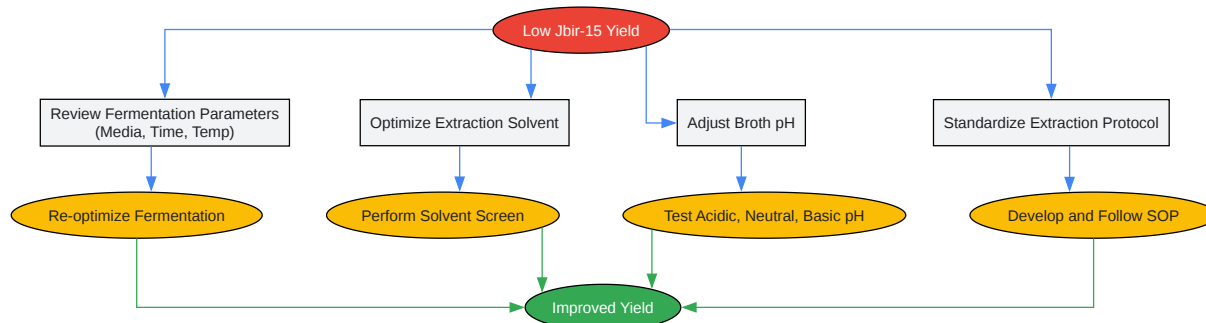 Low Jbir-15 Yield
Review Fermentation Parameters
(Media, Time, Temp)
Optimize Extraction Solvent
Adjust Broth pH
Standardize Extraction Protocol
Re-optimize Fermentation
Perform Solvent Screen
Test Acidic, Neutral, Basic pH
Develop and Follow SOP
Improved Yield